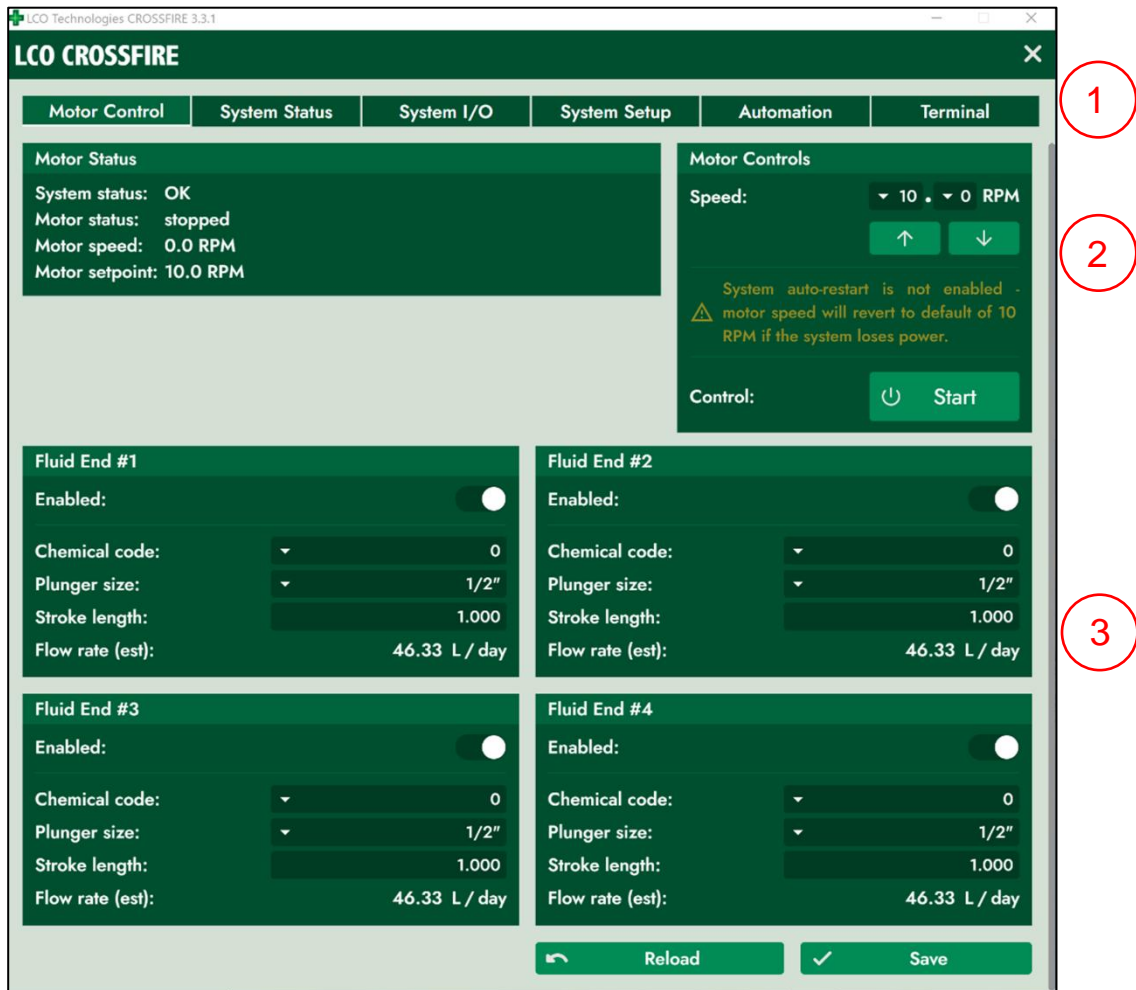 LCO Technologies CROSSFIRE 3.3.1
LCO CROSSFIRE
1
Motor Control System Status System I/O System Setup Automation Terminal
Motor Status
System status: OK
Motor status: stopped
Motor speed: 0.0 RPM
Motor setpoint: 10.0 RPM
Motor Controls
Speed: 10 . 0 RPM
2
System auto-restart is not enabled -
motor speed will revert to default of 10
RPM if the system loses power.
Control: Start
Fluid End #1
Enabled:
Chemical code: 0
Plunger size: 1/2"
Stroke length: 1.000
Flow rate (est): 46.33 L / day
Fluid End #2
Enabled:
Chemical code: 0
Plunger size: 1/2"
Stroke length: 1.000
Flow rate (est): 46.33 L / day
3
Fluid End #3
Enabled:
Chemical code: 0
Plunger size: 1/2"
Stroke length: 1.000
Flow rate (est): 46.33 L / day
Fluid End #4
Enabled:
Chemical code: 0
Plunger size: 1/2"
Stroke length: 1.000
Flow rate (est): 46.33 L / day
Reload Save